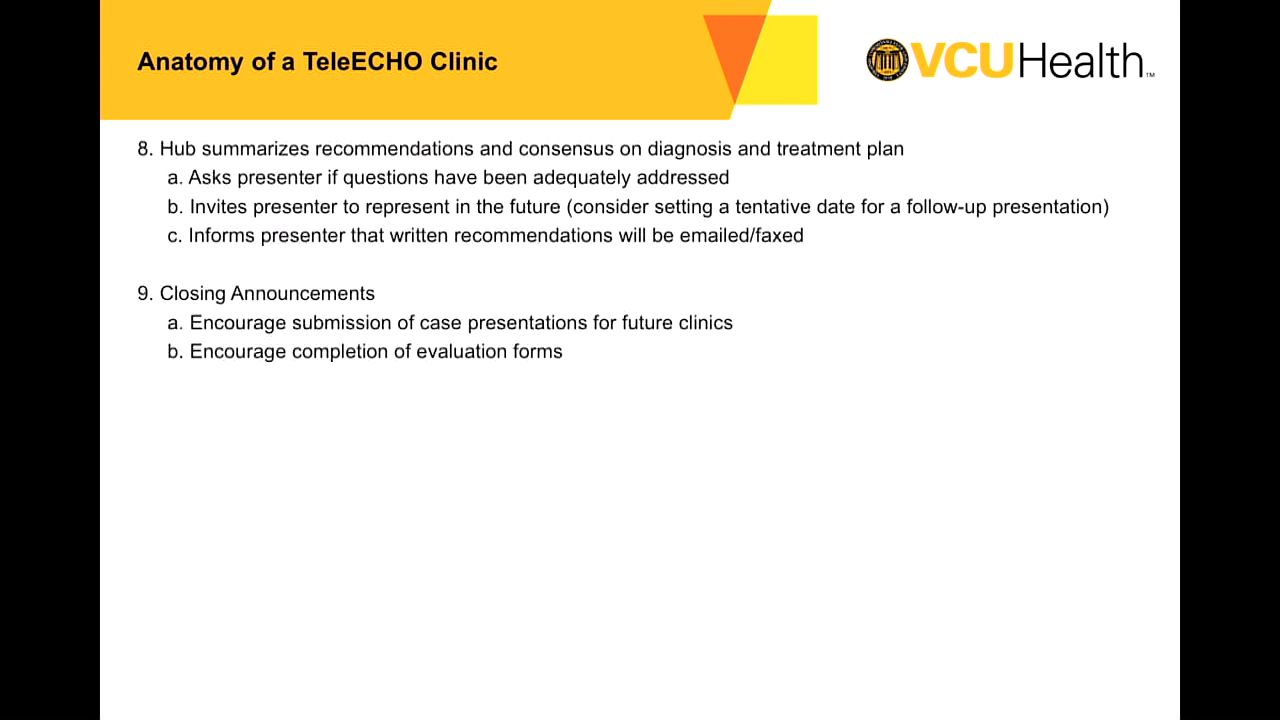 Anatomy of a TeleECHO Clinic
VCUHealth™
8. Hub summarizes recommendations and consensus on diagnosis and treatment plan
a. Asks presenter if questions have been adequately addressed
b. Invites presenter to represent in the future (consider setting a tentative date for a follow-up presentation)
c. Informs presenter that written recommendations will be emailed/faxed
9. Closing Announcements
a. Encourage submission of case presentations for future clinics
b. Encourage completion of evaluation forms